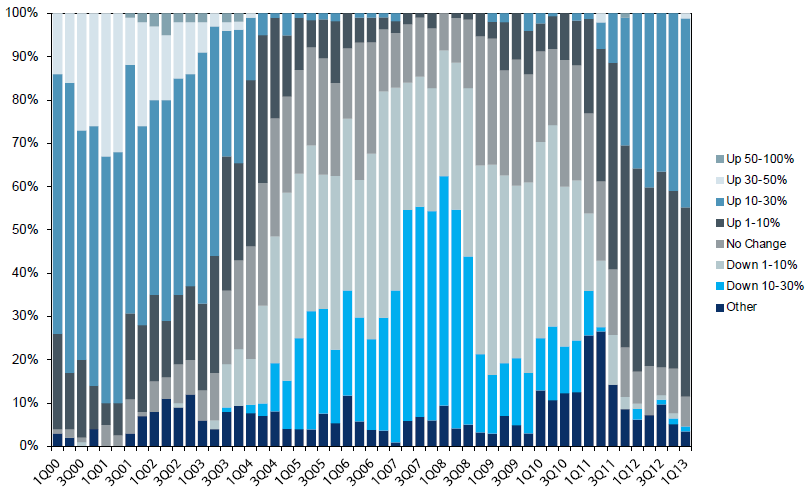 100%
90%
80%
70%
60%
50%
40%
30%
20%
10%
0%
1Q00
3Q00
1Q01
3Q01
1Q02
3Q02
1Q03
3Q03
1Q04
3Q04
1Q05
3Q05
1Q06
3Q06
1Q07
3Q07
1Q08
3Q08
1Q09
3Q09
1Q10
3Q10
1Q11
3Q11
1Q12
3Q12
1Q13
Up 50-100%
Up 30-50%
Up 10-30%
Up 1-10%
No Change
Down 1-10%
Down 10-30%
Other